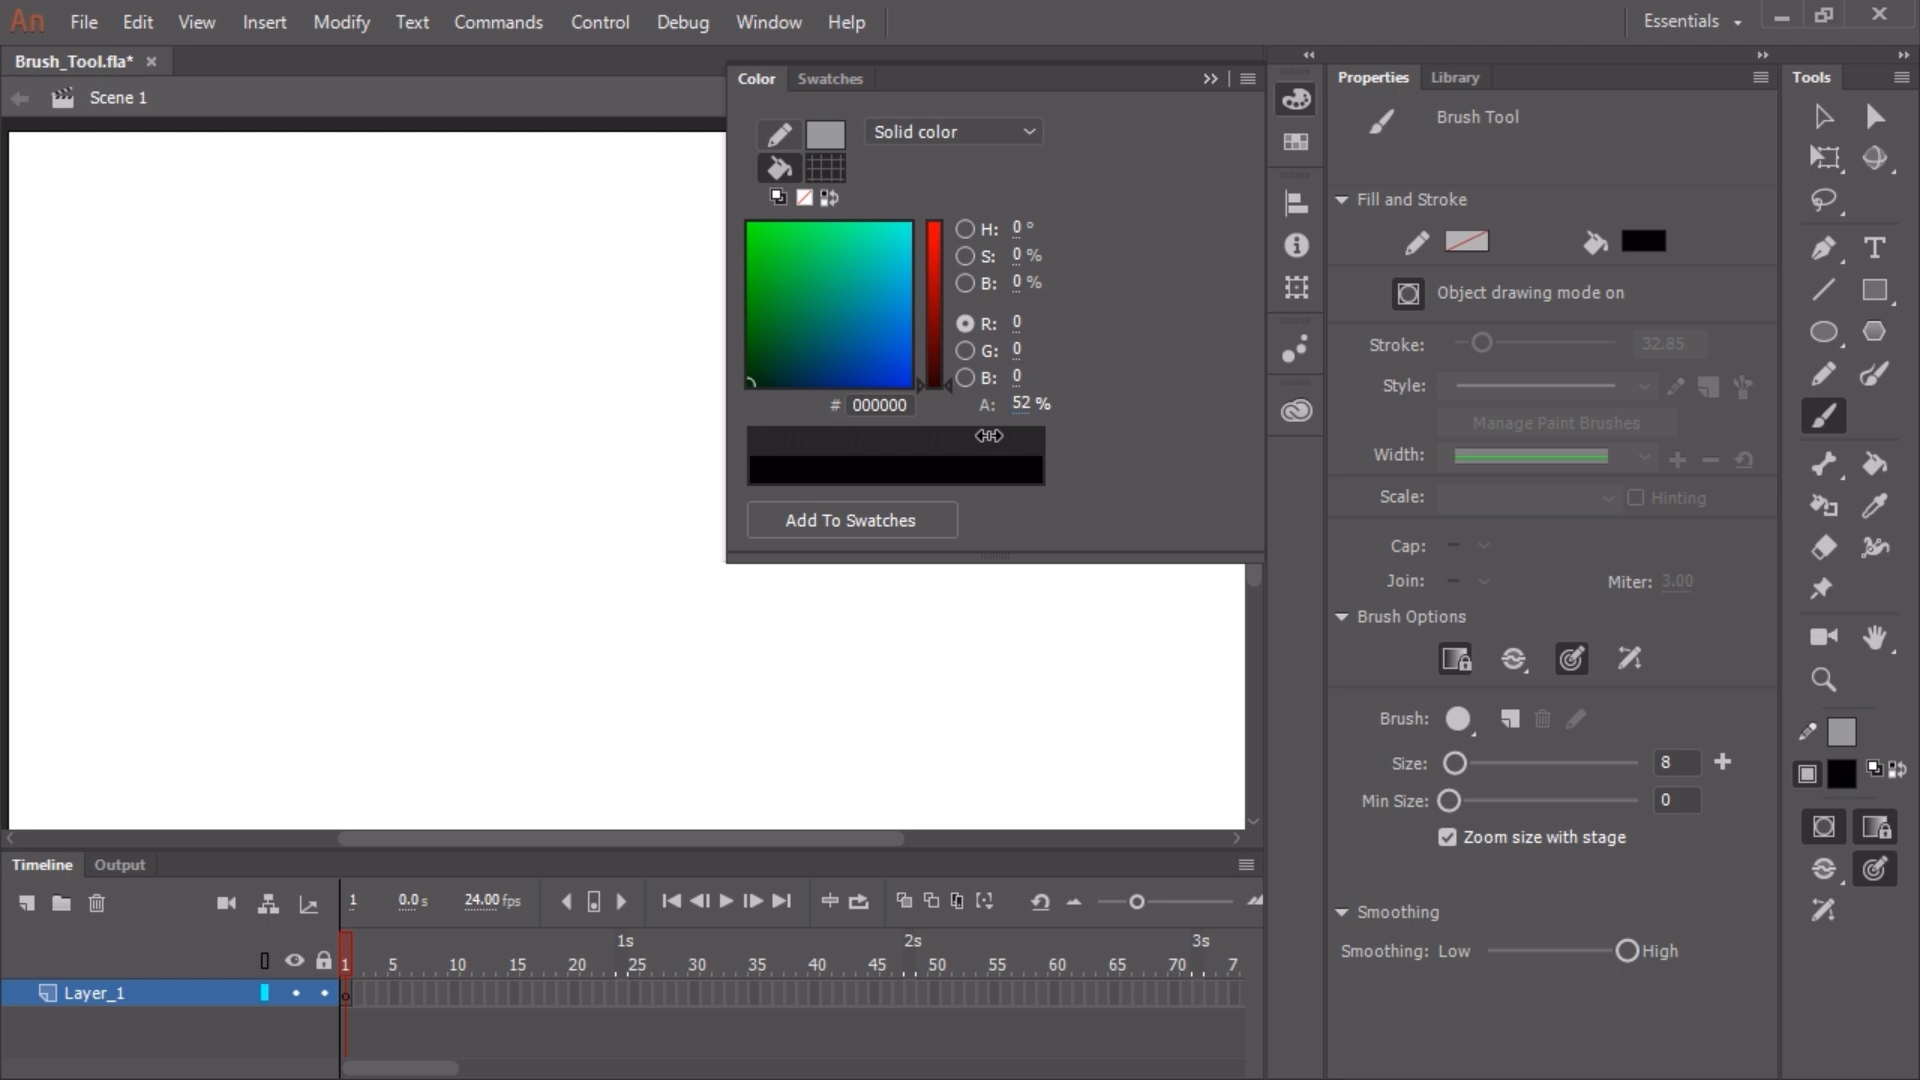 An File Edit View Insert Modify Text Commands Control Debug Window Help Essentials
Brush_Tool.fla*
Scene 1
Color Swatches
Solid color
H: 0 °
S: 0 %
B: 0 %
R: 0
G: 0
B: 0
# 000000 A: 52 %
Add To Swatches
Properties Library
Brush Tool
Fill and Stroke
Object drawing mode on
Stroke: 32.85
Style:
Manage Paint Brushes
Width:
Scale: Hinting
Cap:
Join: Miter: 3.00
Brush Options
Brush:
Size: 8
Min Size: 0
Zoom size with stage
Smoothing
Smoothing: Low High
Tools
T
Timeline Output
1 0.0 s 24.00 fps
1s 2s 3s
1 5 10 15 20 25 30 35 40 45 50 55 60 65 70 7
Layer_1